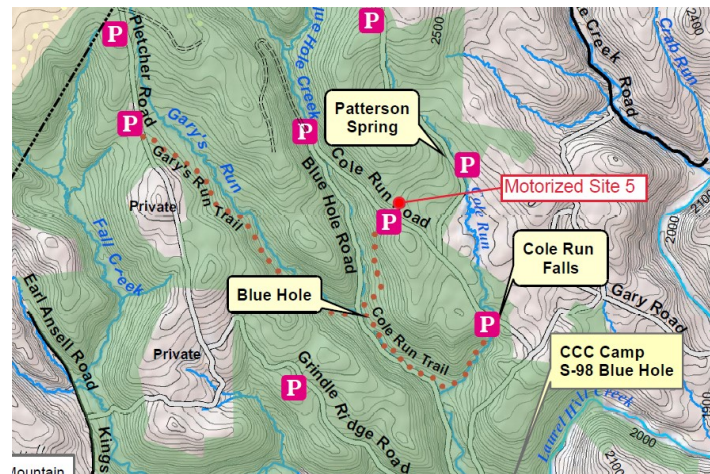 P
P
P
P
P
P
P
P
Pletcher Road
Blue Hole Creek
2500
Creek Road
Crab Run
Patterson
Spring
Gary's Run
Gary's Run Trail
Cole Run Road
Motorized Site 5
Blue Hole Road
Cole Run
Private
Fall Creek
2000
2100
Cole Run
Falls
Earl Ansell Road
Blue Hole
Gary Road
Cole Run Trail
Private
CCC Camp
S-98 Blue Hole
Grindle Ridge Road
Laurel Hill Creek
2000
2100
Kings
Mountain